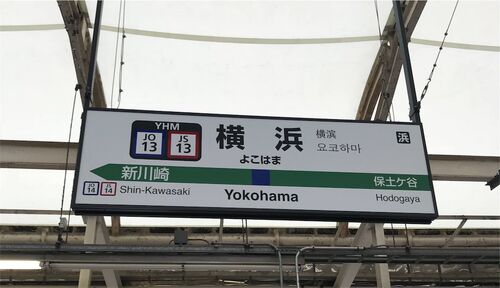 YHM
JO 13
JS 13
横浜
横滨
요코하마
浜
よこはま
新川崎
保土ケ谷
JO 14
JS 14
Shin-Kawasaki
Yokohama
Hodogaya